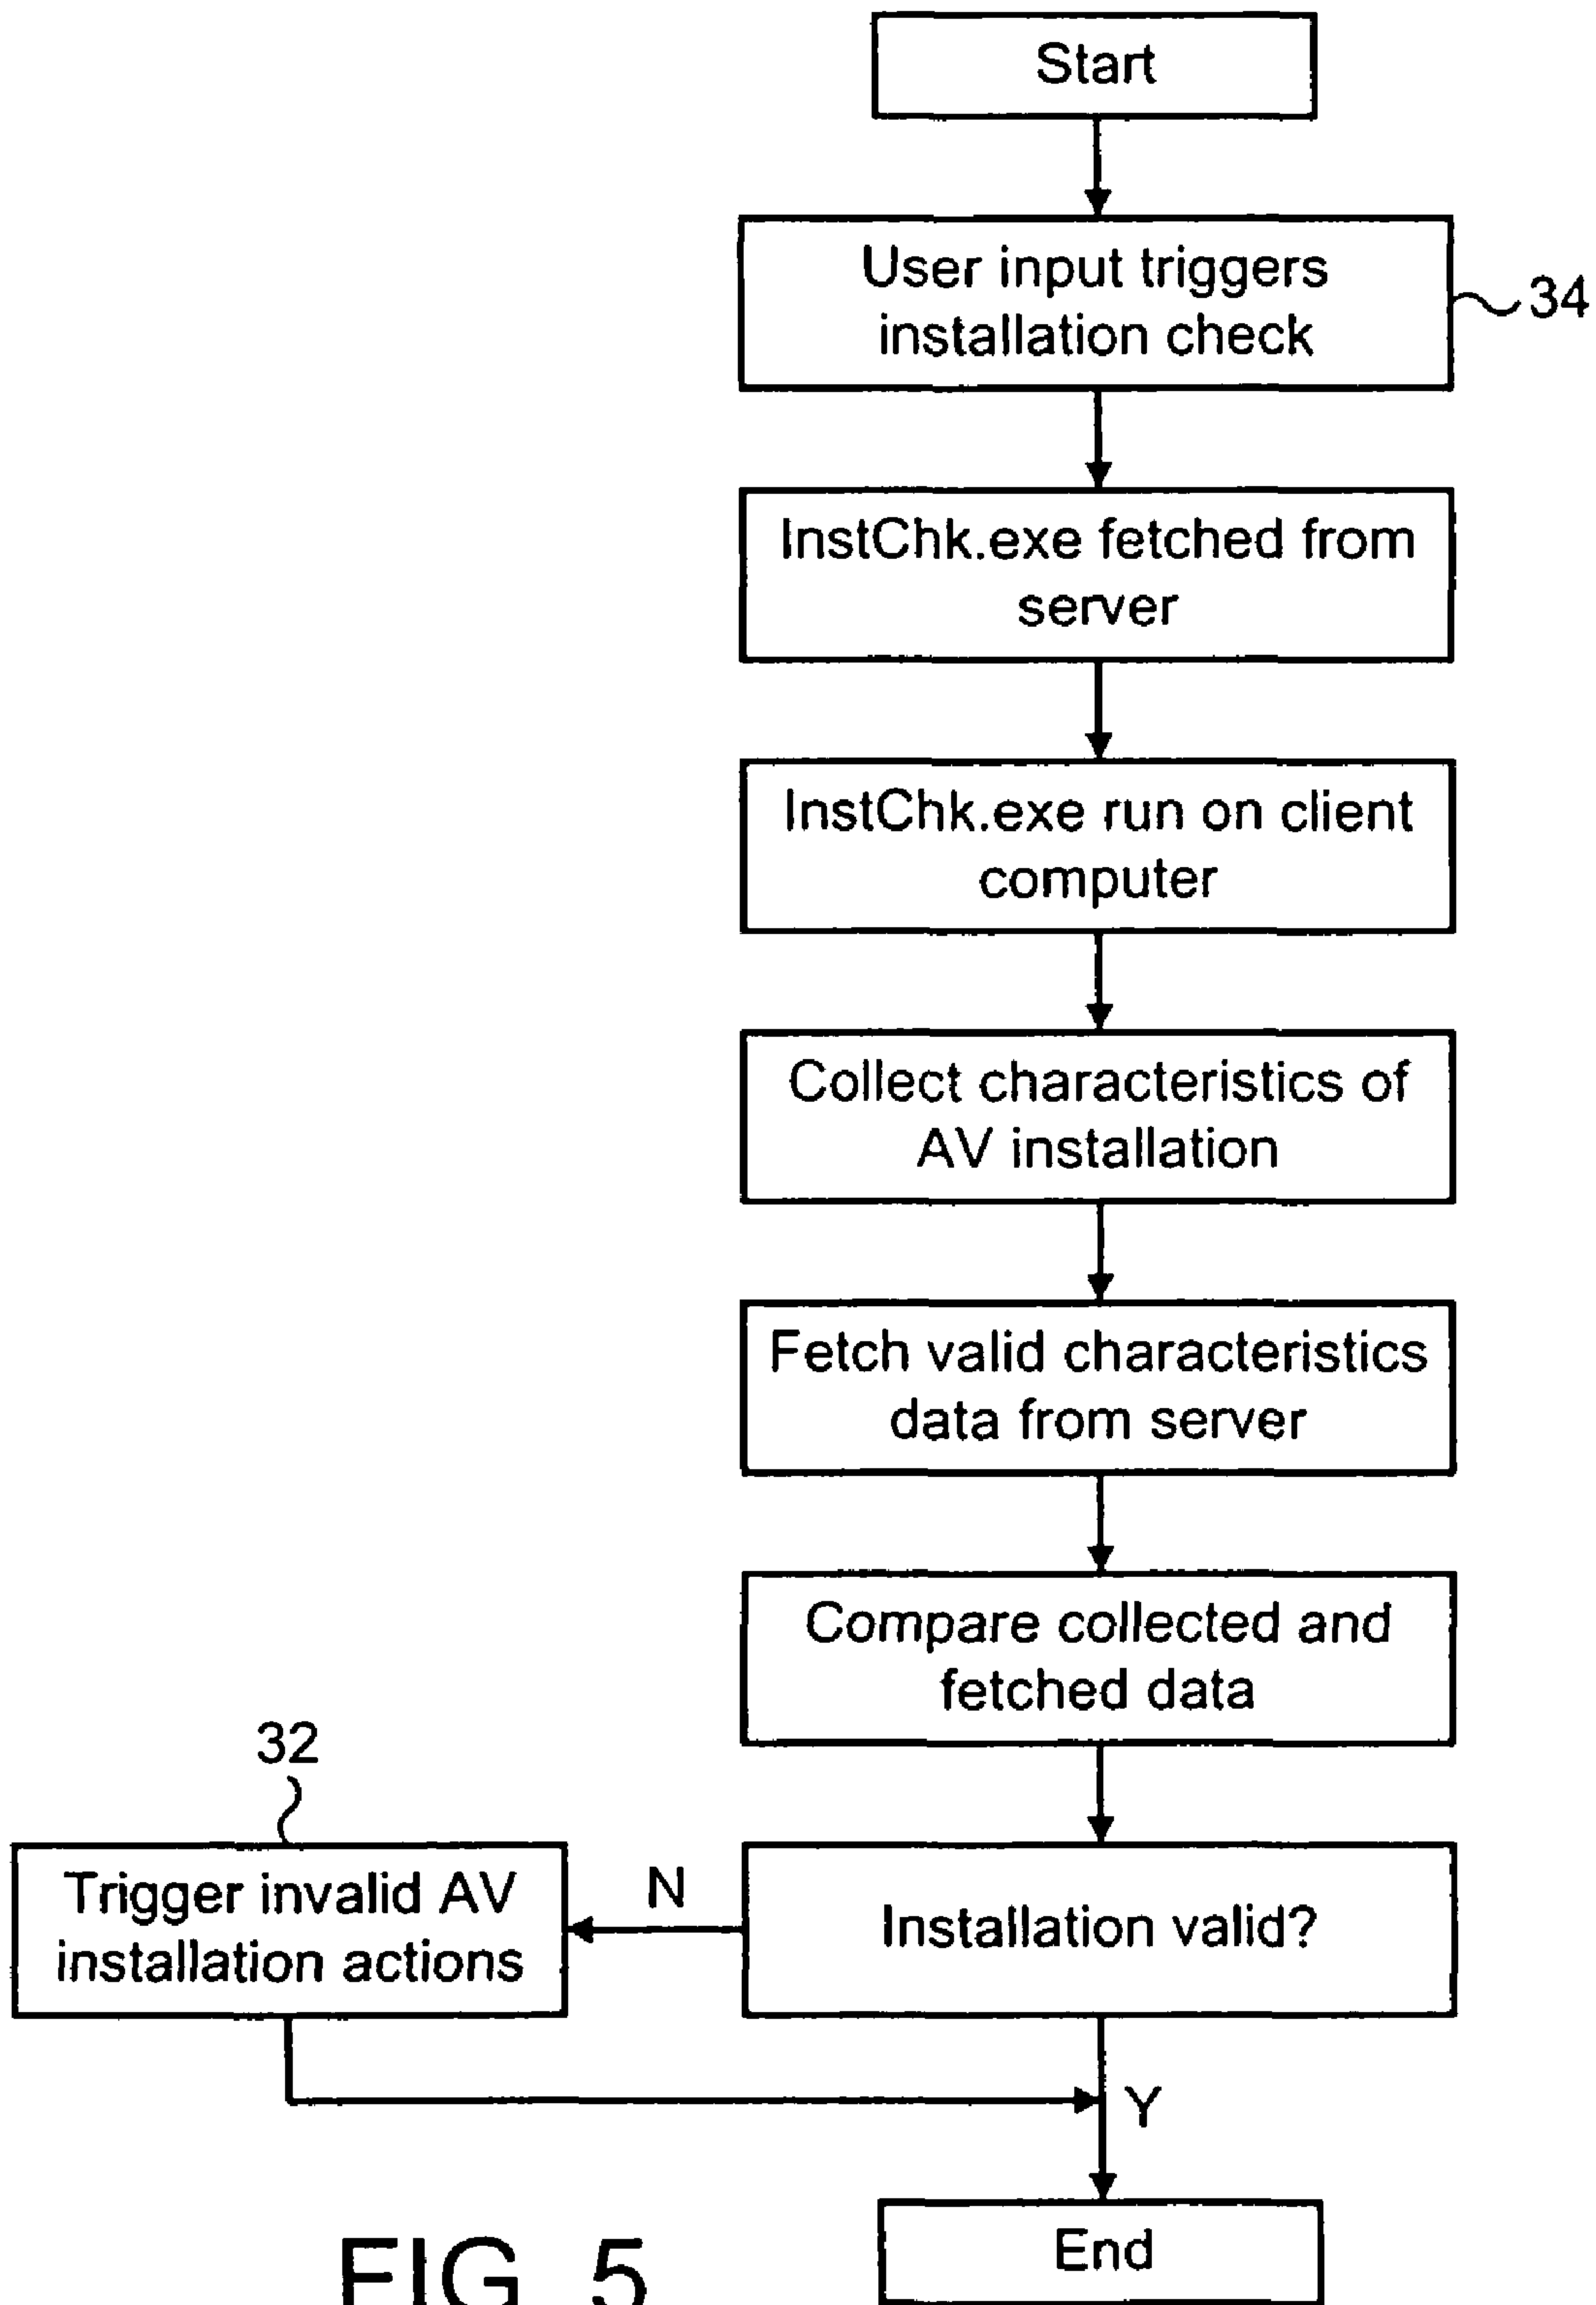 Start
User input triggers
installation check
34
InstChk.exe fetched from
server
InstChk.exe run on client
computer
Collect characteristics of
AV installation
Fetch valid characteristics
data from server
Compare collected and
fetched data
32
Trigger invalid AV
installation actions
N
Installation valid?
Y
End
FIG. 5